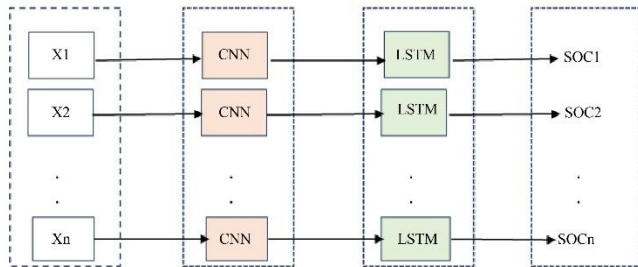 X1 CNN LSTM SOC1
X2 CNN LSTM SOC2
. . . .
. . . .
Xn CNN LSTM SOCn